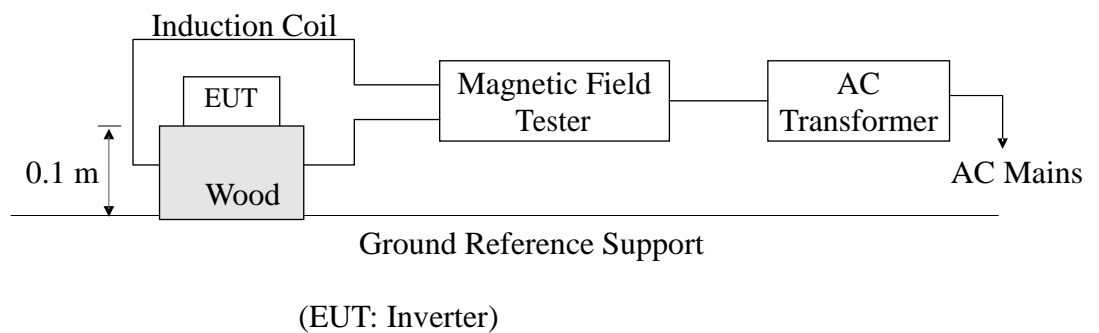 Induction Coil
EUT
Magnetic Field
Tester
AC
Transformer
0.1 m
Wood
AC Mains
Ground Reference Support
(EUT: Inverter)